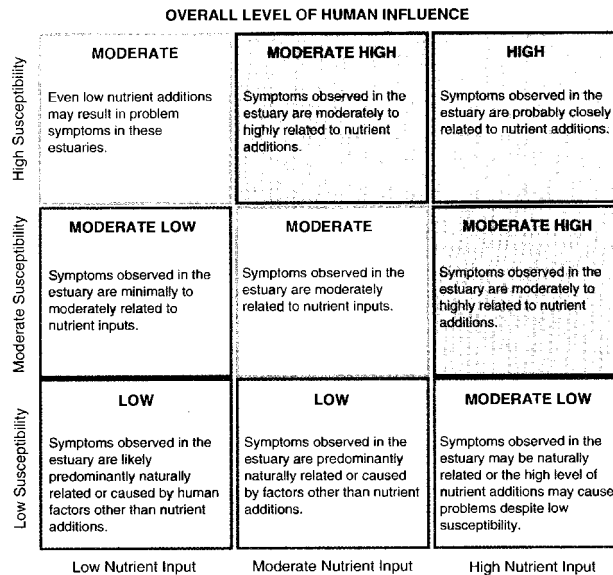 OVERALL LEVEL OF HUMAN INFLUENCE
High Susceptibility
MODERATE
Even low nutrient additions
may result in problem
symptoms in these
estuaries.
MODERATE HIGH
Symptoms observed in the
estuary are moderately to
highly related to nutrient
additions.
HIGH
Symptoms observed in the
estuary are probably closely
related to nutrient additions.
Moderate Susceptibility
MODERATE LOW
Symptoms observed in the
estuary are minimally to
moderately related to
nutrient inputs.
MODERATE
Symptoms observed in the
estuary are moderately
related to nutrient inputs.
MODERATE HIGH
Symptoms observed in the
estuary are moderately to
highly related to nutrient
additions.
Low Susceptibility
LOW
Symptoms observed in the
estuary are likely
predominantly naturally
related or caused by human
factors other than nutrient
additions.
LOW
Symptoms observed in the
estuary are predominantly
naturally related or caused
by factors other than nutrient
additions.
MODERATE LOW
Symptoms observed in the
estuary may be naturally
related or the high level of
nutrient additions may cause
problems despite low
susceptibility.
Low Nutrient Input
Moderate Nutrient Input
High Nutrient Input